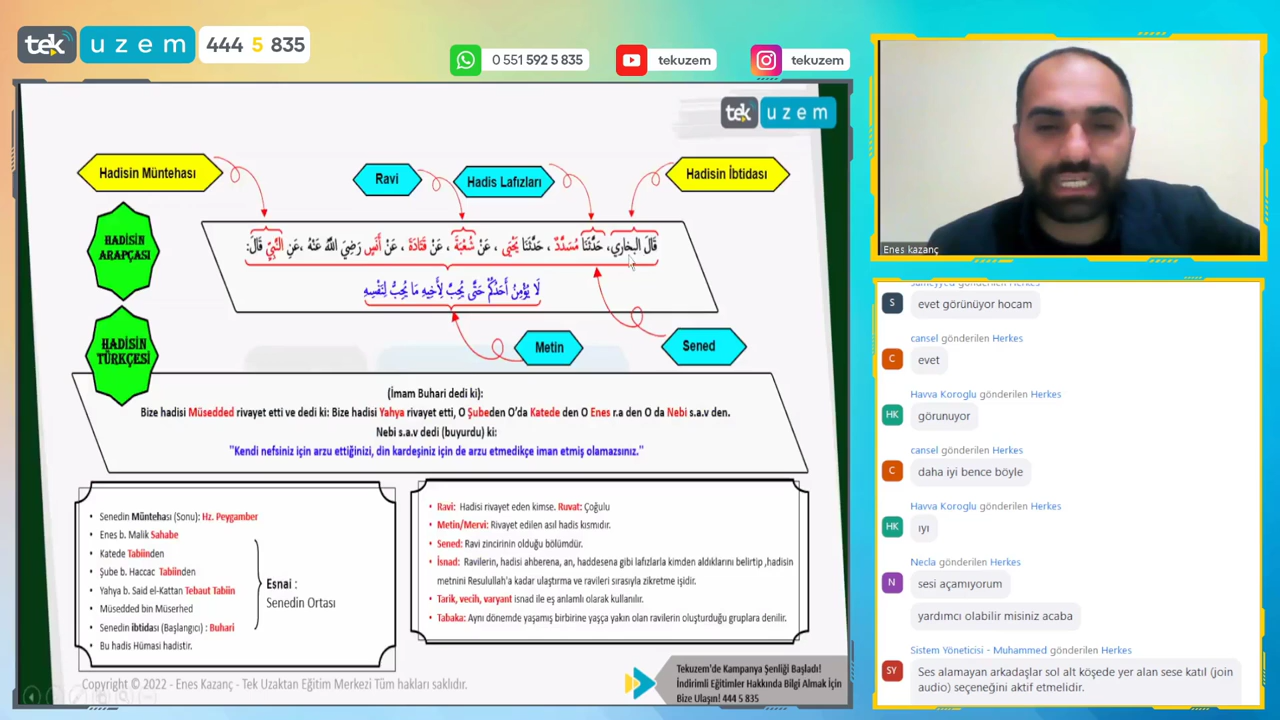 tek uzem 444 5 835
0 551 592 5 835
tekuzem
tekuzem
tek uzem
Hadisin Müntehası
Ravi
Hadis Lafızları
Hadisin İbtidası
HADİSİN
ARAPÇASI
قَالَ الْبخَارِي، حَدَّثَنَا مُسَدَّدٌ ، حَدَّثَنَا يَحْيَى ، عَنْ شُعْبَةَ ، عَنْ قَتَادَةَ ، عَنْ أَنَسٍ رَضِيَ اللَّهُ عَنْهُ ،عَنِ النَّبِيِّ قَالَ:
لَا يُؤْمِنُ أَحَدُكُمْ حَتَّى يُحِبَّ لِأَخِيهِ مَا يُحِبُّ لِنَفْسِهِ
Metin
Sened
HADİSİN
TÜRKÇESİ
(İmam Buhari dedi ki):
Bize hadisi Müsedded rivayet etti ve dedi ki: Bize hadisi Yahya rivayet etti, O Şubeden O'da Katede den O Enes r.a den O da Nebi s.a.v den.
Nebi s.a.v dedi (buyurdu) ki:
"Kendi nefsiniz için arzu ettiğinizi, din kardeşiniz için de arzu etmedikçe iman etmiş olamazsınız."
• Senedin Müntehası (Sonu): Hz. Peygamber
• Enes b. Malik Sahabe
• Katede Tabiinden
• Şube b. Haccac Tabiinden
• Yahya b. Said el-Kattan Tebaut Tabiin
• Müsedded bin Müserhed
• Senedin ibtidası (Başlangıcı) : Buhari
• Bu hadis Hümasi hadistir.
Esnai :
Senedin Ortası
• Ravi: Hadisi rivayet eden kimse. Ruvat: Çoğulu
• Metin/Mervi: Rivayet edilen asıl hadis kısmıdır.
• Sened: Ravi zincirinin olduğu bölümdür.
• İsnad: Ravilerin, hadisi ahberena, an, haddesena gibi lafızlarla kimden aldıklarını belirtip ,hadisin
metnini Resulullah'a kadar ulaştırma ve ravileri sırasıyla zikretme işidir.
• Tarik, vecih, varyant isnad ile eş anlamlı olarak kullanılır.
• Tabaka: Aynı dönemde yaşamış birbirine yaşça yakın olan ravilerin oluşturduğu gruplara denilir.
Copyright © 2022 - Enes Kazanç - Tek Uzaktan Eğitim Merkezi Tüm hakları saklıdır.
Tekuzem'de Kampanya Şenliği Başladı!
İndirimli Eğitimler Hakkında Bilgi Almak İçin
Bize Ulaşın! 444 5 835
Enes kazanç
gönderilen Herkes
S
evet görünüyor hocam
cansel gönderilen Herkes
C
evet
Havva Koroglu gönderilen Herkes
HK
görunuyor
cansel gönderilen Herkes
C
daha iyi bence böyle
Havva Koroglu gönderilen Herkes
HK
ıyı
Necla gönderilen Herkes
N
sesi açamıyorum
yardımcı olabilir misiniz acaba
Sistem Yöneticisi - Muhammed gönderilen Herkes
SY
Ses alamayan arkadaşlar sol alt köşede yer alan sese katıl (join
audio) seçeneğini aktif etmelidir.